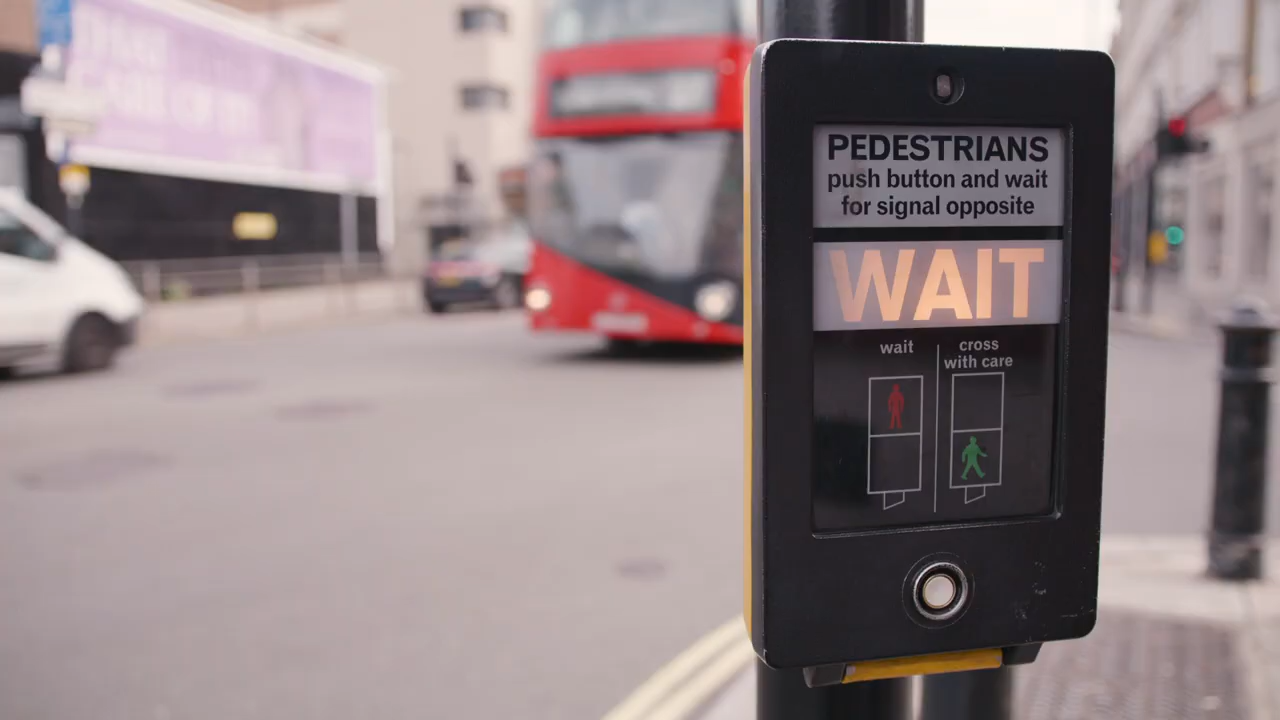 PEDESTRIANS
push button and wait
for signal opposite
WAIT
wait
cross
with care